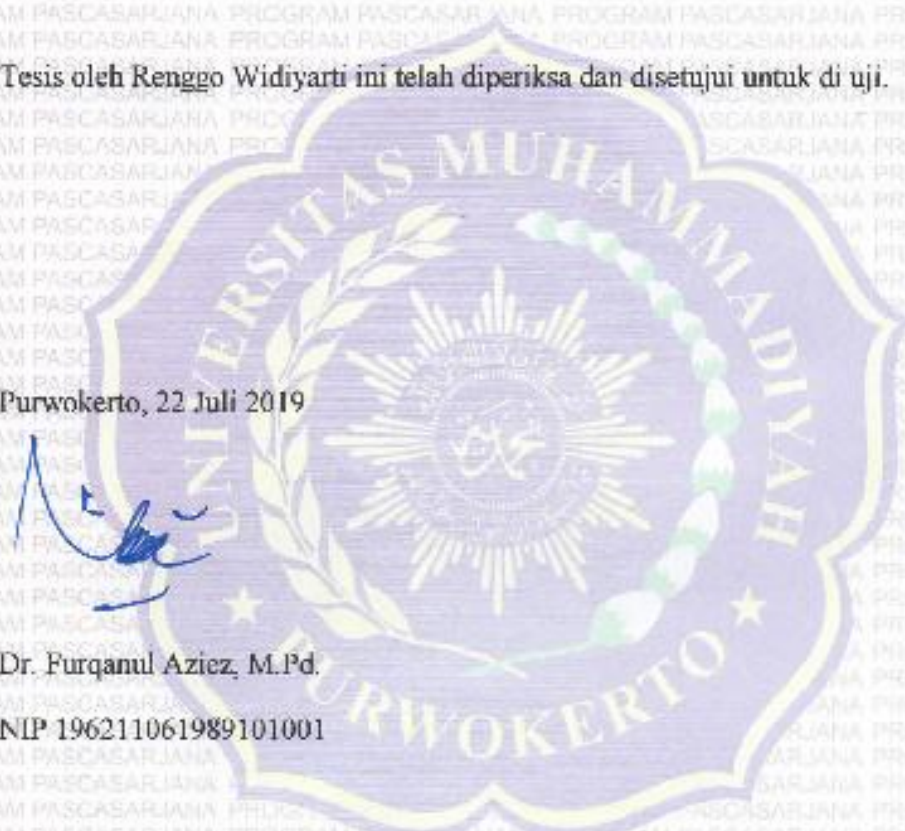 Tesis oleh Renggo Widiyarti ini telah diperiksa dan disetujui untuk di uji.
UNIVERSITAS MUHAMMADIYAH
PURWOKERTO
Purwokerto, 22 Juli 2019
Dr. Furqanul Aziez, M.Pd.
NIP 196211061989101001